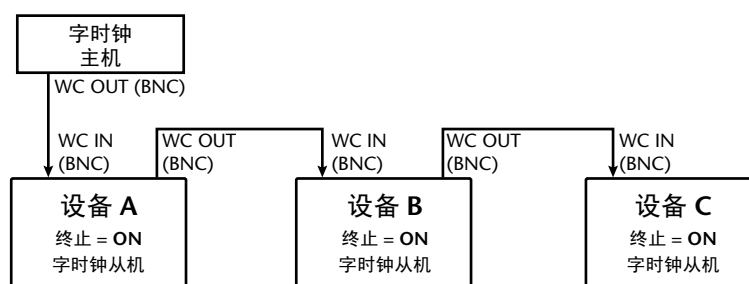 字时钟
主机
WC OUT (BNC)
WC IN
(BNC)
WC OUT
(BNC)
WC IN
(BNC)
WC OUT
(BNC)
WC IN
(BNC)
设备 A
终止 = ON
字时钟从机
设备 B
终止 = ON
字时钟从机
设备 C
终止 = ON
字时钟从机